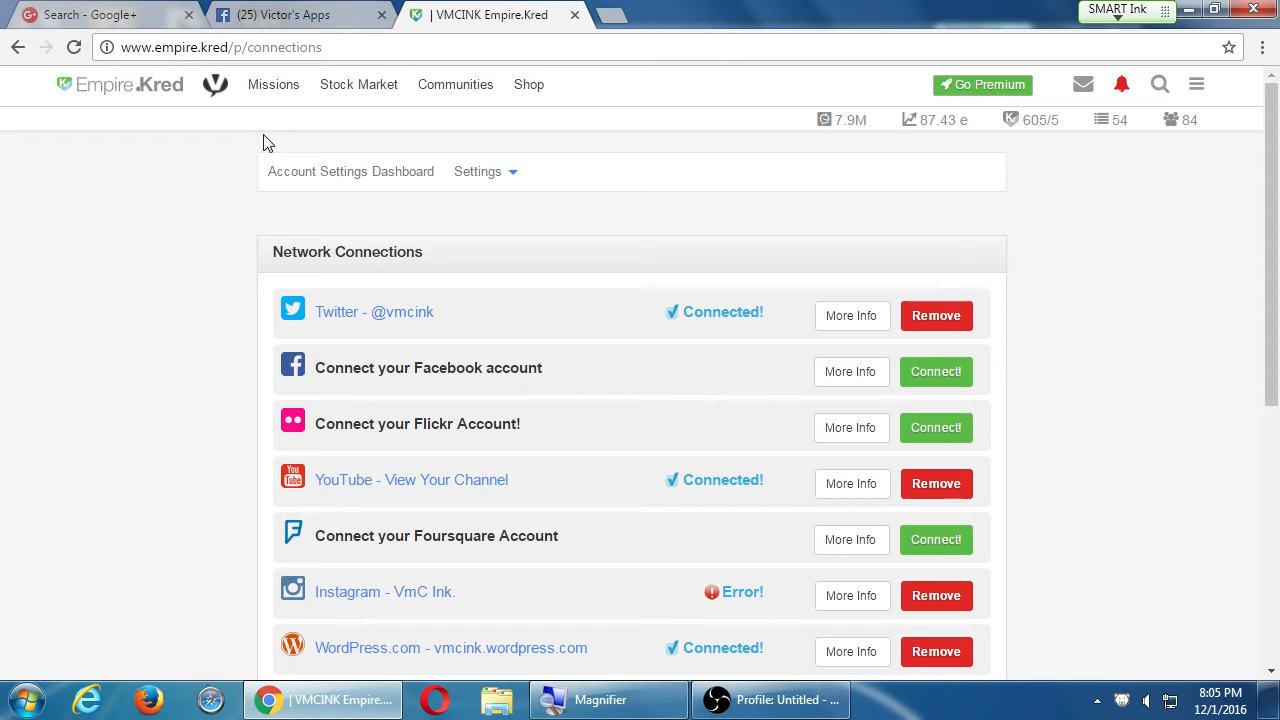 Search - Google+
(25) Victor's Apps
| VMCINK Empire.Kred
SMART Ink
www.empire.kred/p/connections
Empire.Kred
Missions
Stock Market
Communities
Shop
Go Premium
7.9M
87.43 e
605/5
54
84
Account Settings Dashboard
Settings
Network Connections
Twitter - @vmcink
Connected!
More Info
Remove
Connect your Facebook account
More Info
Connect!
Connect your Flickr Account!
More Info
Connect!
You Tube
YouTube - View Your Channel
Connected!
More Info
Remove
Connect your Foursquare Account
More Info
Connect!
Instagram - VmC Ink.
Error!
More Info
Remove
WordPress.com - vmcink.wordpress.com
Connected!
More Info
Remove
| VMCINK Empire....
Magnifier
Profile: Untitled - ...
8:05 PM
12/1/2016